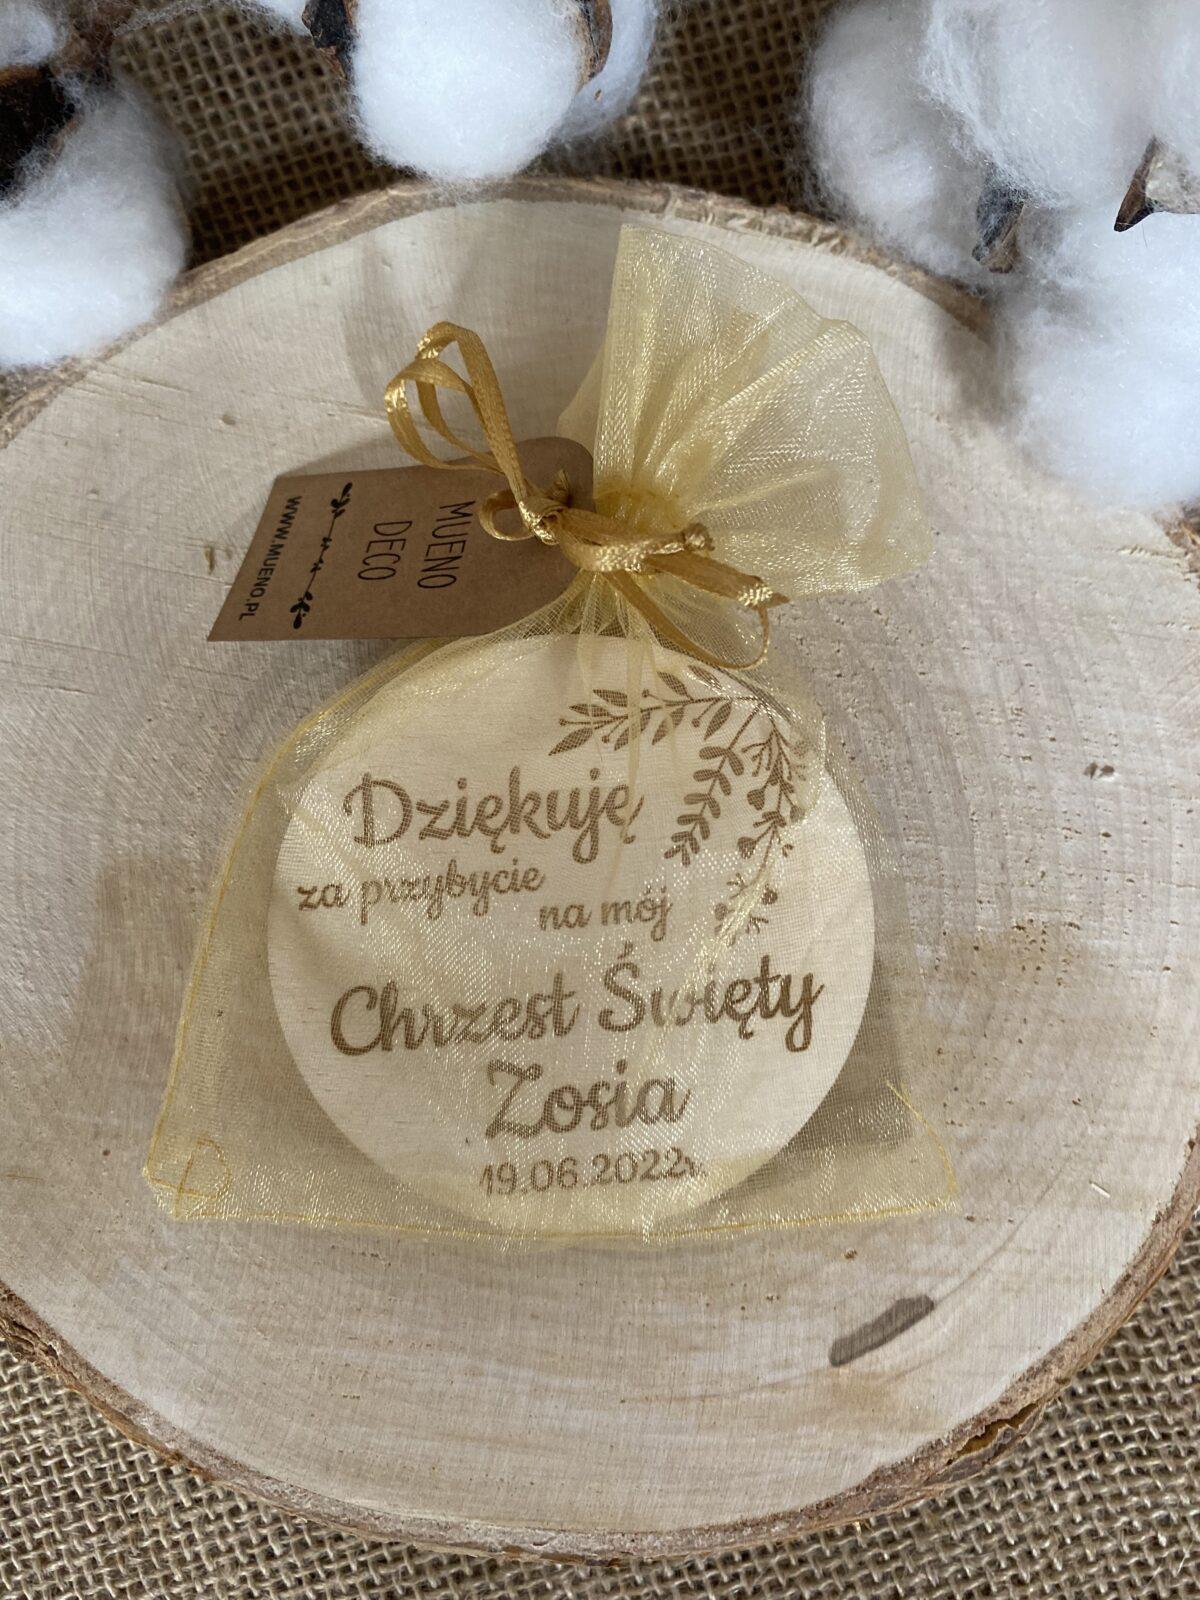 MUENO
DECO
WWW.MUENO.PL
Dziękuję
za przybycie
na mój
Chrzest Święty
Zosia
19.06.2022r.